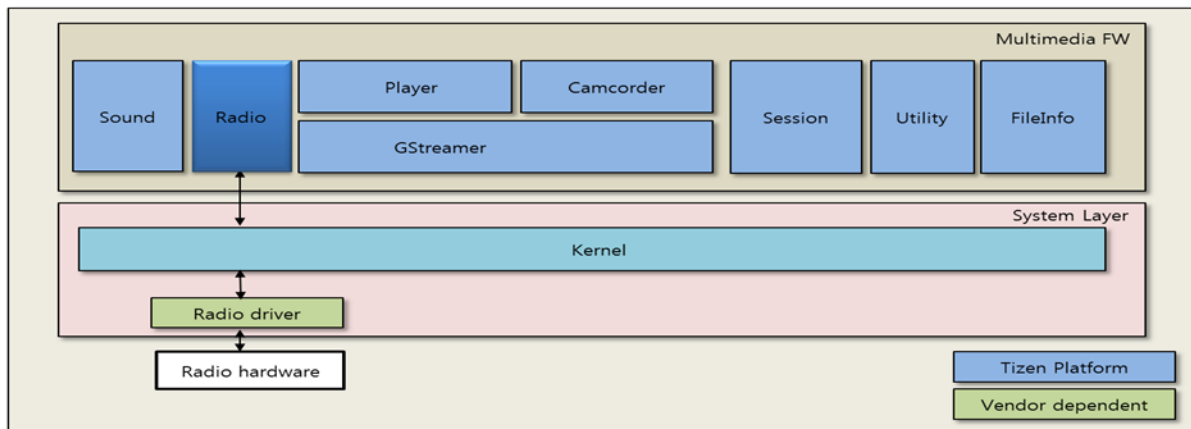 Multimedia FW
Sound
Radio
Player
Camcorder
GStreamer
Session
Utility
FileInfo
System Layer
Kernel
Radio driver
Radio hardware
Tizen Platform
Vendor dependent